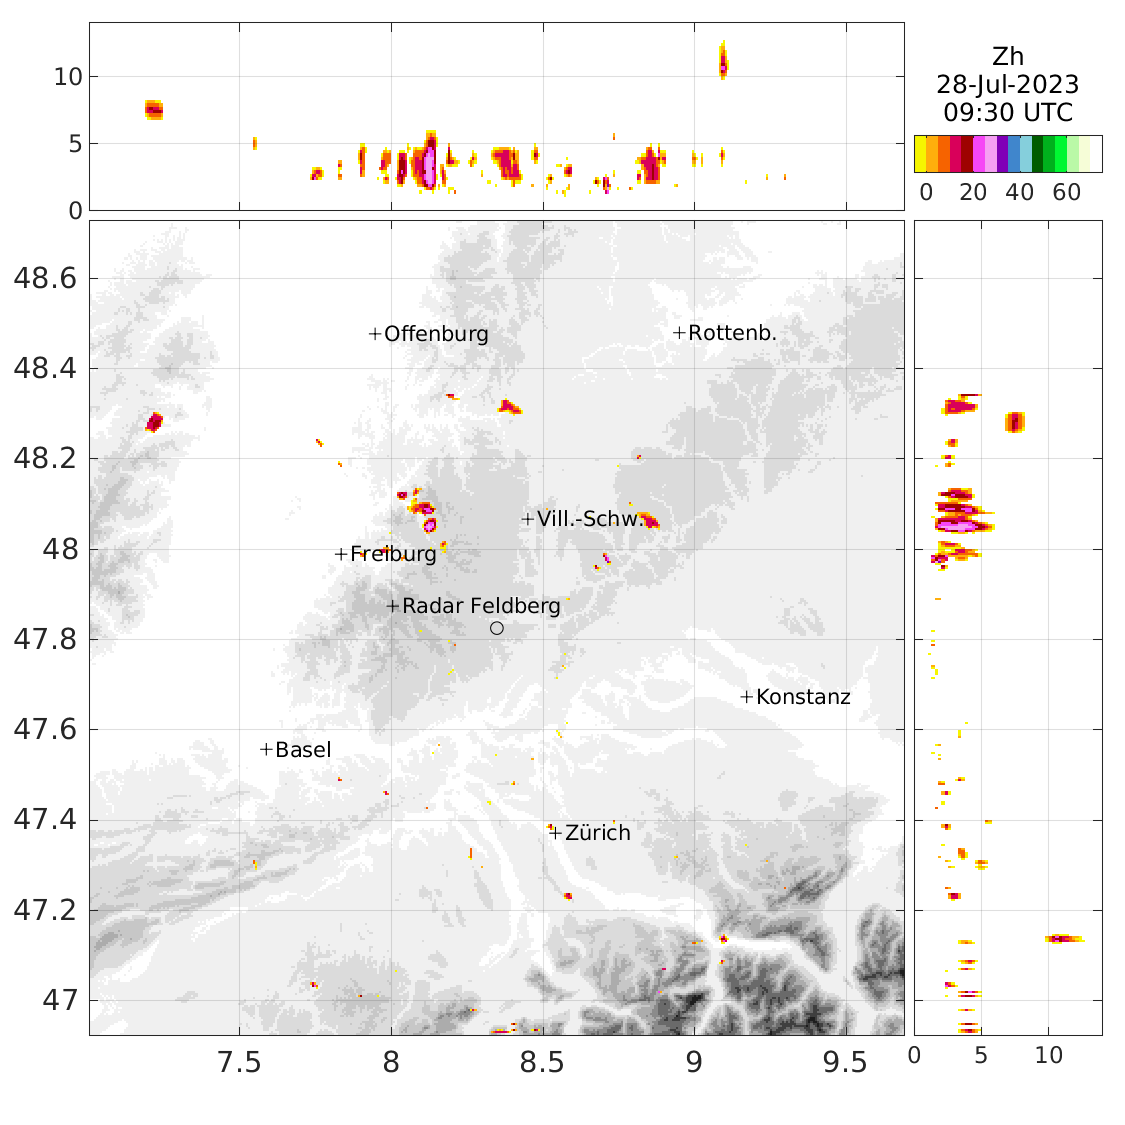 10
5
0
Zh
28-Jul-2023
09:30 UTC
0 20 40 60
48.6
48.4
48.2
48
47.8
47.6
47.4
47.2
47
Offenburg
Rottenb.
Vill.-Schw.
Freiburg
Radar Feldberg
Konstanz
Basel
Zürich
7.5 8 8.5 9 9.5
0 5 10